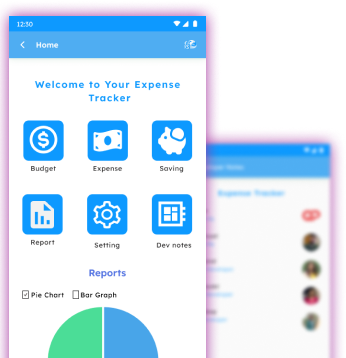 12:30
Home
Welcome to Your Expense
Tracker
Budget
Expense
Saving
Report
Setting
Dev notes
Reports
Pie Chart
Bar Graph
Expense Tracker